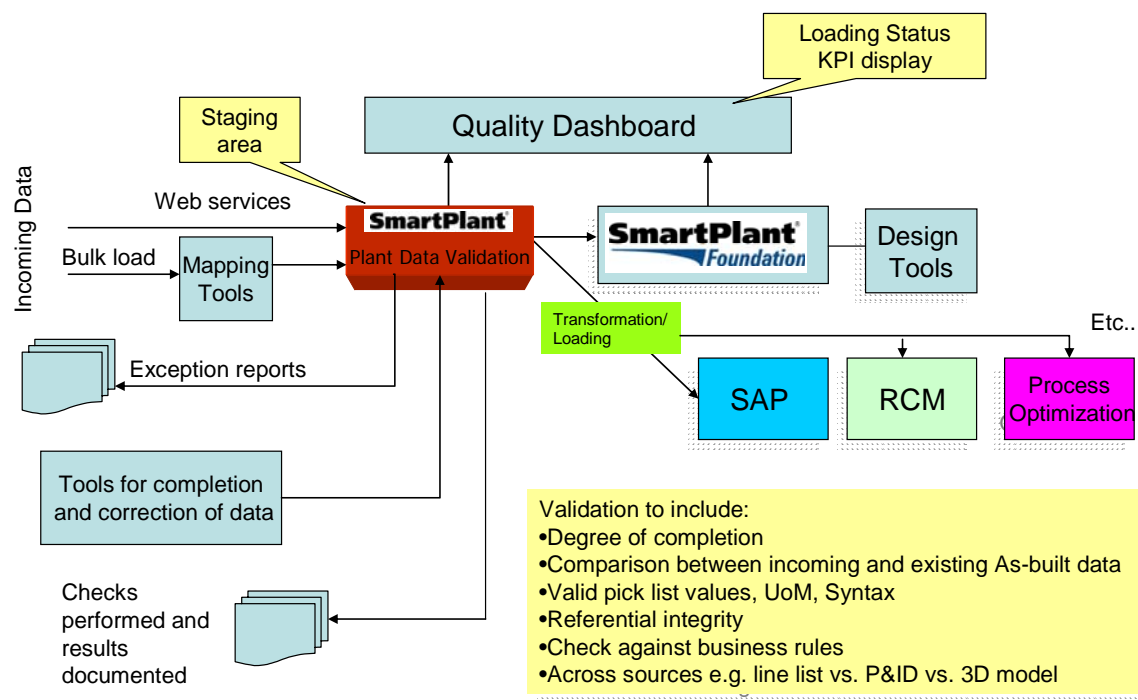 Loading Status
KPI display
Quality Dashboard
Staging
area
Incoming Data
Web services
SmartPlant®
Plant Data Validation
SmartPlant®
Foundation
Design
Tools
Bulk load
Mapping
Tools
Transformation/
Loading
Etc..
Exception reports
SAP
RCM
Process
Optimization
Tools for completion
and correction of data
Validation to include:
•Degree of completion
•Comparison between incoming and existing As-built data
•Valid pick list values, UoM, Syntax
•Referential integrity
•Check against business rules
•Across sources e.g. line list vs. P&ID vs. 3D model
Checks
performed and
results
documented